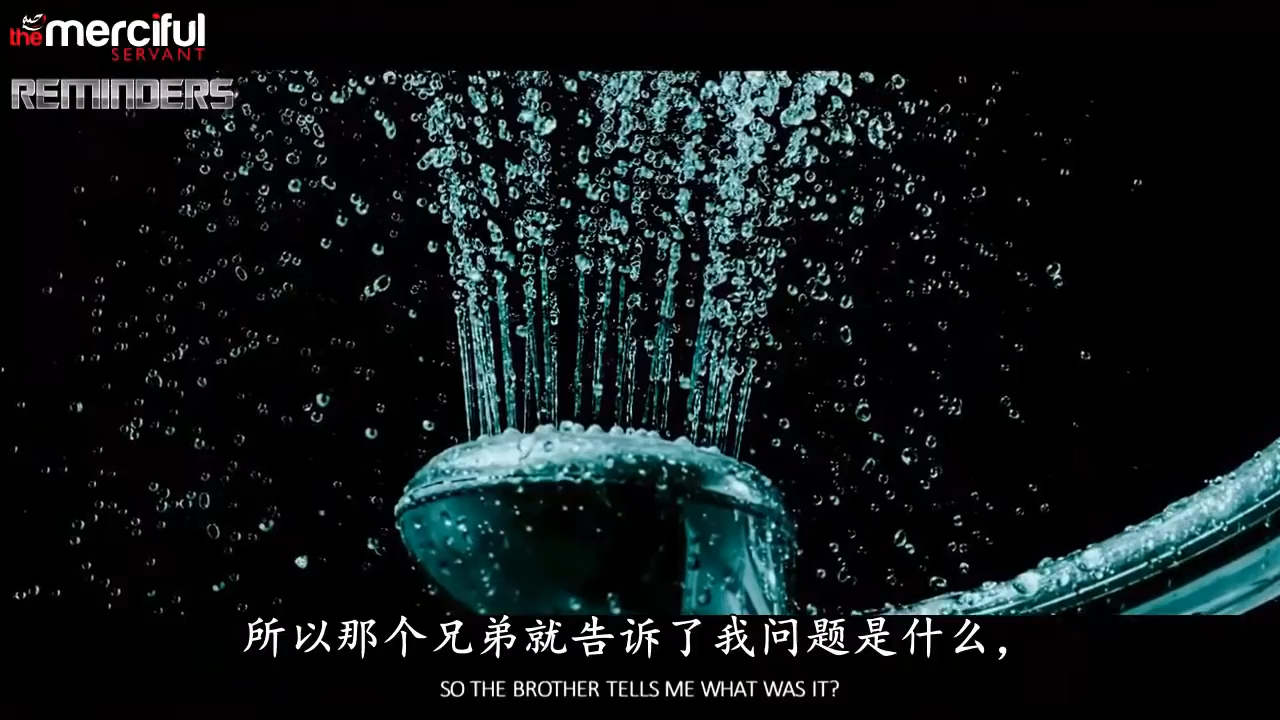 the merciful
SERVANT
REMINDERS
所以那个兄弟就告诉了我问题是什么，
SO THE BROTHER TELLS ME WHAT WAS IT?